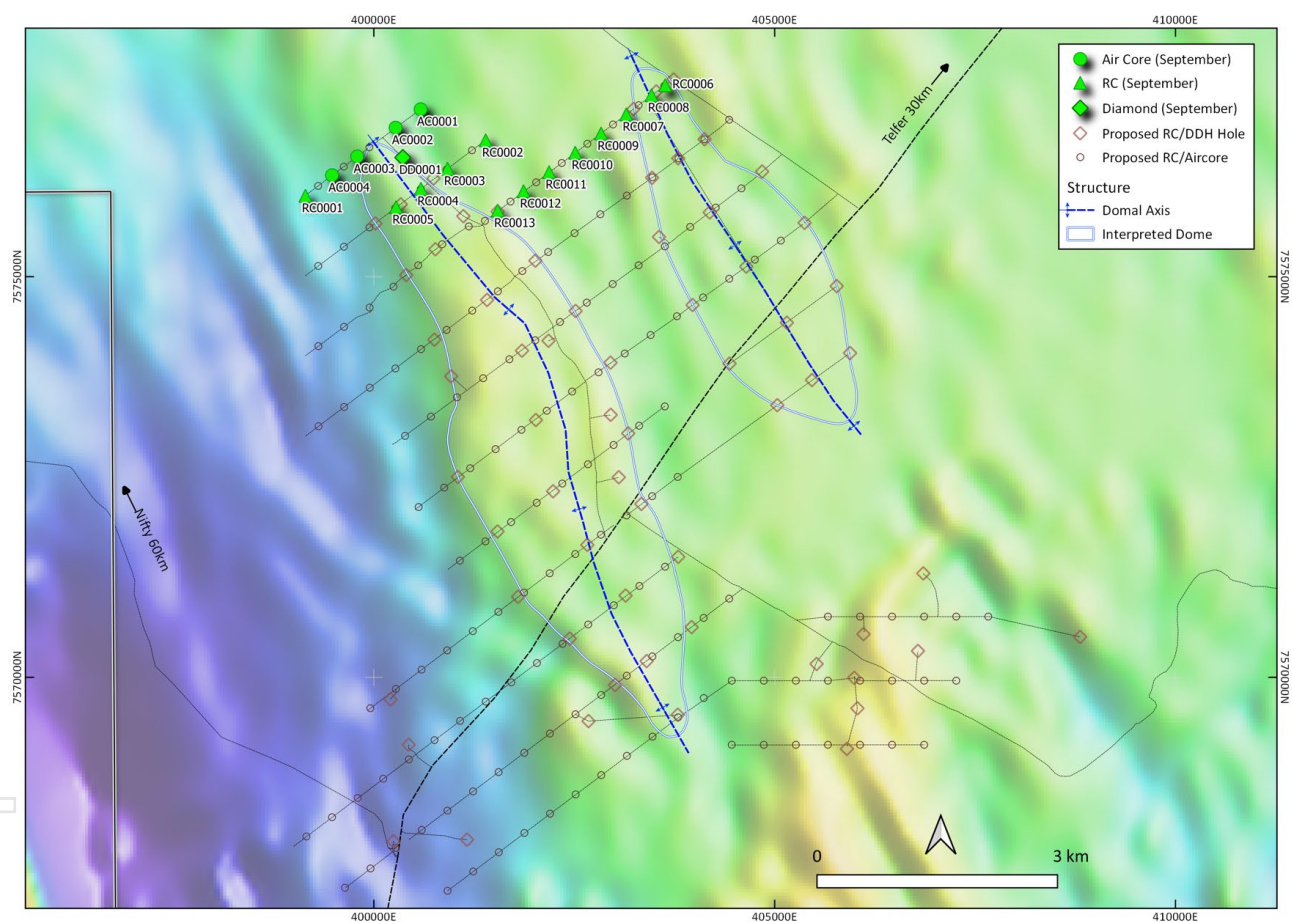 400000E
405000E
410000E
Air Core (September)
RC (September)
Diamond (September)
Proposed RC/DDH Hole
Proposed RC/Aircore
Structure
Domal Axis
Interpreted Dome
Telfer 30km
RC0006
RC0008
AC0001
RC0007
AC0002
RC0009
RC0002
RC0010
AC0003
DD0001
RC0003
RC0011
AC0004
RC0004
RC0012
RC0001
RC0005
RC0013
7575000N
7575000N
Nifty 60km
7570000N
7570000N
0
3 km
400000E
405000E
4100000E